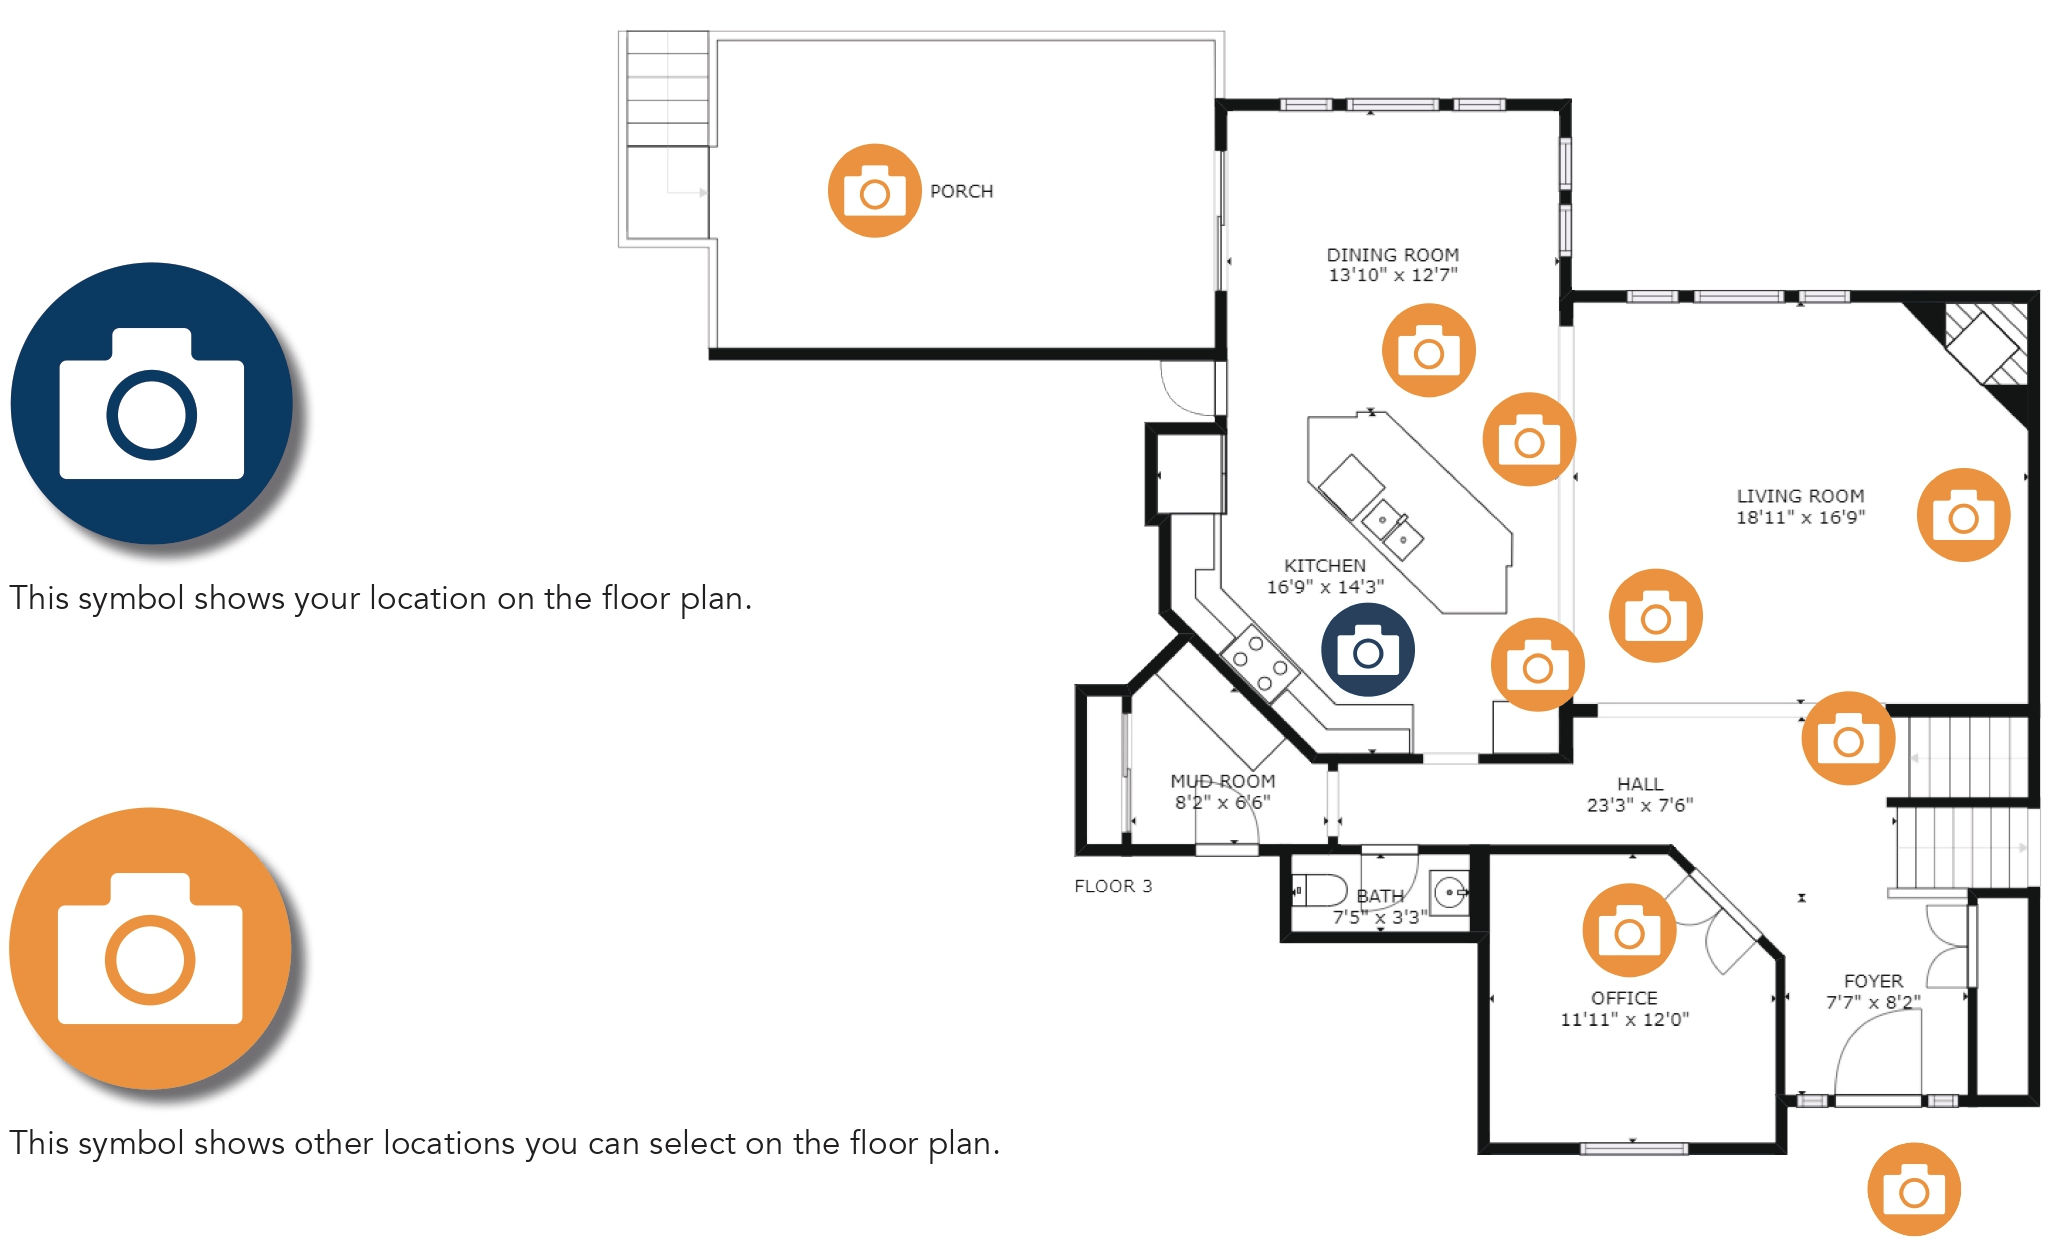 PORCH
DINING ROOM
13'10" x 12'7"
LIVING ROOM
18'11" x 16'9"
KITCHEN
16'9" x 14'3"
This symbol shows your location on the floor plan.
MUD ROOM
8'2" x 6'6"
HALL
23'3" x 7'6"
FLOOR 3
BATH
7'5" x 3'3"
OFFICE
11'11" x 12'0"
FOYER
7'7" x 8'2"
This symbol shows other locations you can select on the floor plan.